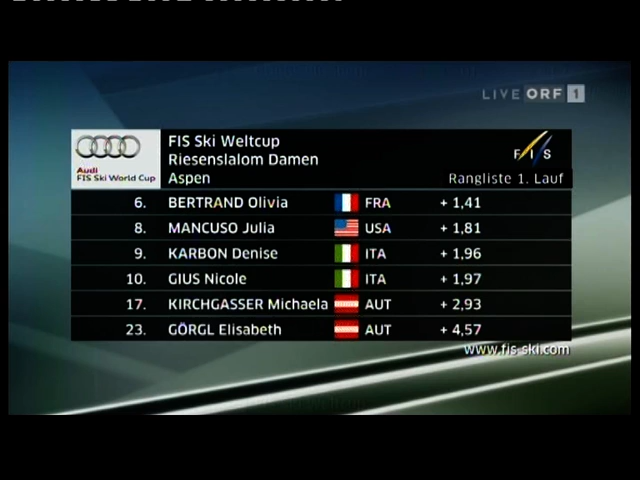 LIVE ORF 1
FIS Ski Weltcup
Riesenslalom Damen
Aspen
Audi
FIS Ski World Cup
FIS
Rangliste 1. Lauf
6. BERTRAND Olivia FRA + 1,41
8. MANCUSO Julia USA + 1,81
9. KARBON Denise ITA + 1,96
10. GIUS Nicole ITA + 1,97
17. KIRCHGASSER Michaela AUT + 2,93
23. GÖRGL Elisabeth AUT + 4,57
www.fis-ski.com